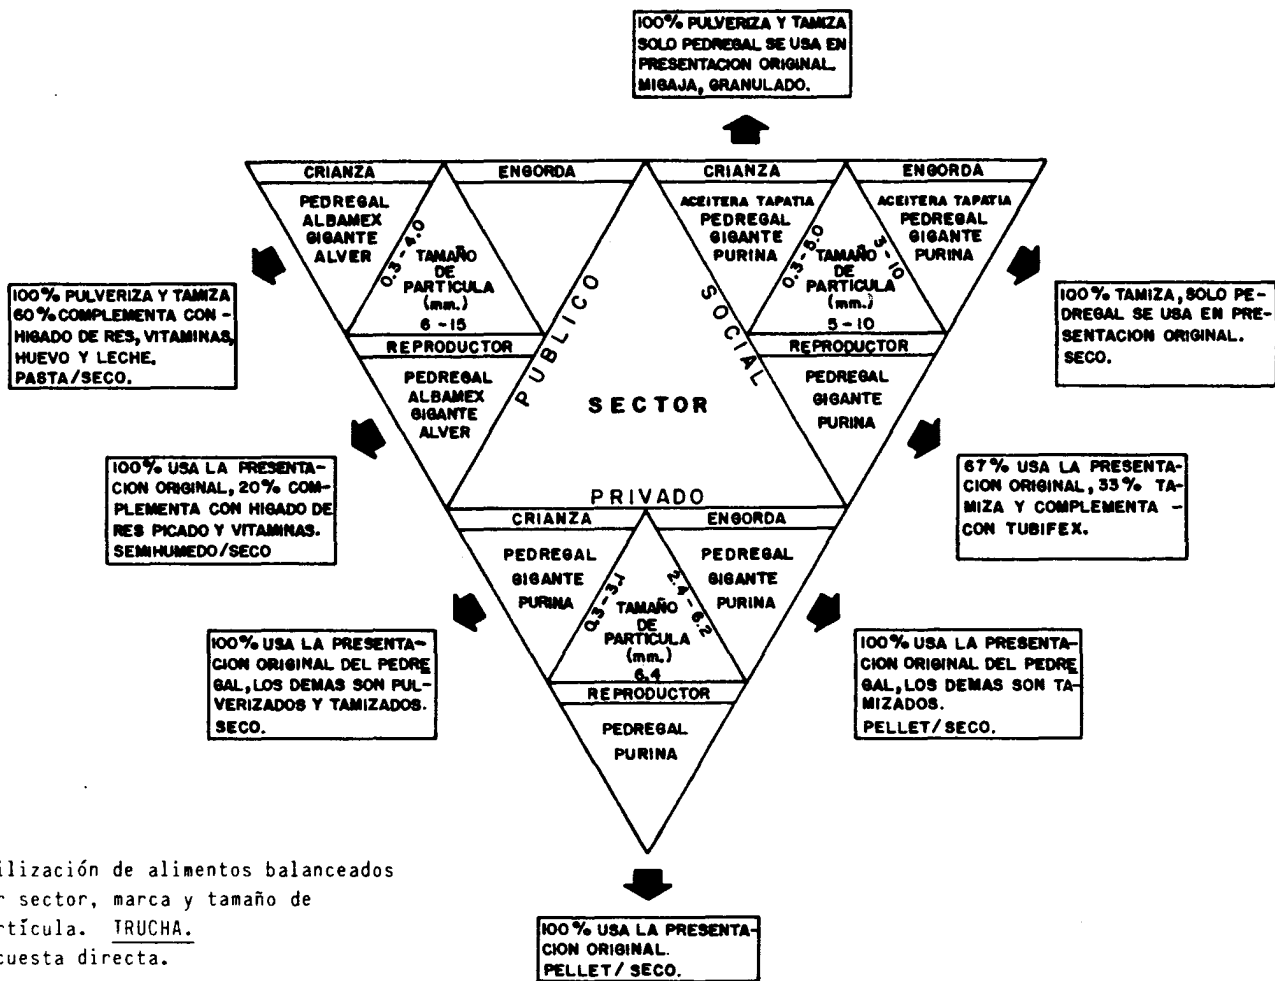 100% PULVERIZA Y TAMIZA
SOLO PEDREGAL SE USA EN
PRESENTACION ORIGINAL.
MIGAJA, GRANULADO.
CRIANZA
ENGORDA
CRIANZA
ENGORDA
PEDREGAL
ALBAMEX
GIGANTE
ALVER
0.3-4.0
TAMAÑO
DE
PARTÍCULA
(mm.)
6-15
REPRODUCTOR
PEDREGAL
ALBAMEX
GIGANTE
ALVER
PUBLICO
ACEITERA TAPATIA
PEDREGAL
GIGANTE
PURINA
0.3-5.0
3-10
TAMAÑO
DE
PARTÍCULA
(mm.)
5-10
ACEITERA TAPATIA
PEDREGAL
GIGANTE
PURINA
REPRODUCTOR
PEDREGAL
GIGANTE
PURINA
SOCIAL
SECTOR
PRIVADO
100% PULVERIZA Y TAMIZA
60% COMPLEMENTA CON -
HIGADO DE RES, VITAMINAS,
HUEVO Y LECHE.
PASTA/SECO.
100% TAMIZA, SOLO PE-
DREGAL SE USA EN PRE-
SENTACION ORIGINAL.
SECO.
100% USA LA PRESENTA-
CION ORIGINAL, 20% COM-
PLEMENTA CON HIGADO DE
RES PICADO Y VITAMINAS.
SEMIHUMEDO/SECO
67% USA LA PRESENTA-
CION ORIGINAL, 33% TA-
MIZA Y COMPLEMENTA -
CON TUBIFEX.
CRIANZA
ENGORDA
PEDREGAL
GIGANTE
PURINA
0.3-3.1
2.4-6.2
TAMAÑO
DE
PARTÍCULA
(mm.)
6.4
PEDREGAL
GIGANTE
PURINA
REPRODUCTOR
PEDREGAL
PURINA
100% USA LA PRESENTA-
CION ORIGINAL DEL PEDRE
GAL, LOS DEMAS SON PUL-
VERIZADOS Y TAMIZADOS.
SECO.
100% USA LA PRESENTA-
CION ORIGINAL DEL PEDRE
GAL, LOS DEMAS SON TA-
MIZADOS.
PELLET/SECO.
100% USA LA PRESENTA-
CION ORIGINAL.
PELLET/ SECO.
ilización de alimentos balanceados
r sector, marca y tamaño de
rtícula. TRUCHA.
cuesta directa.